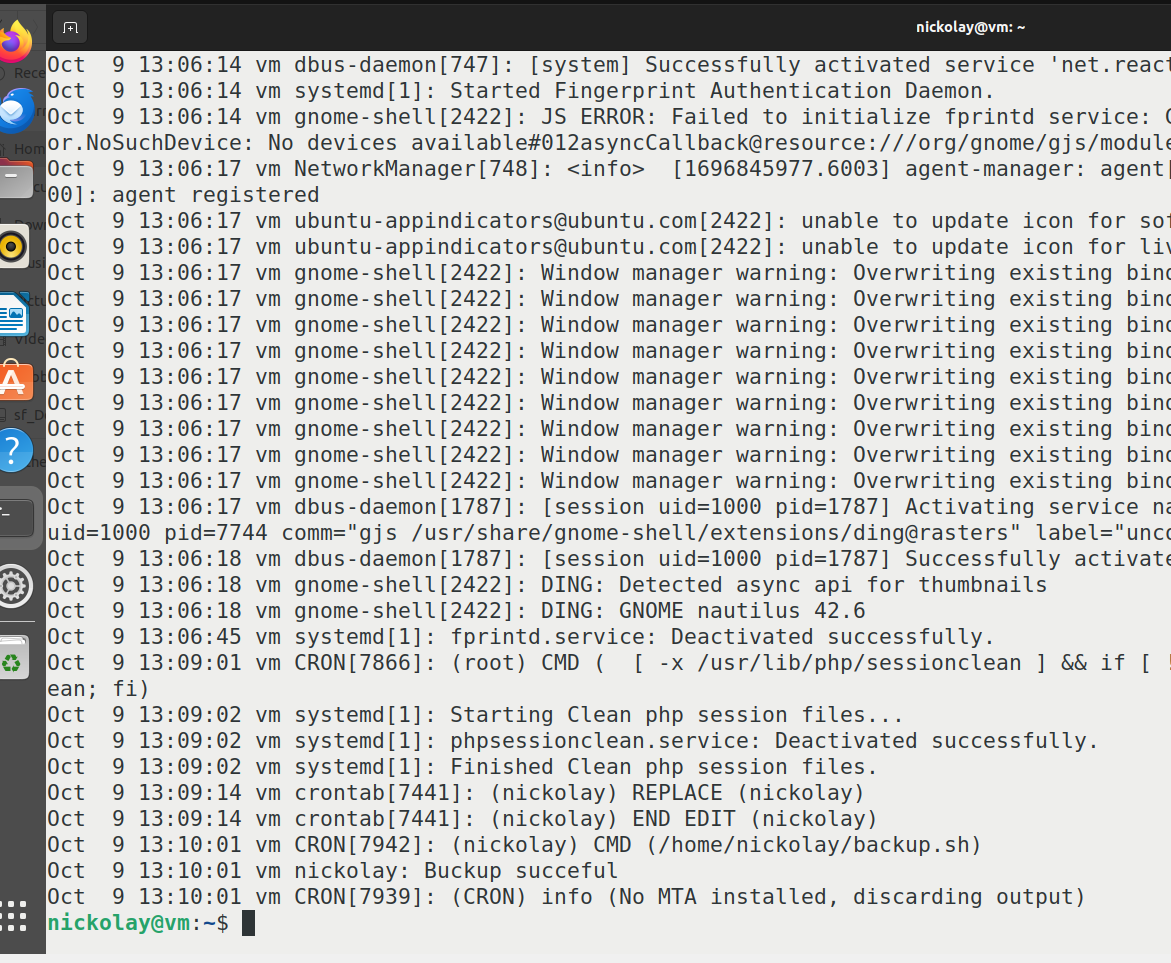 nickolay@vm: ~
Oct  9 13:06:14 vm dbus-daemon[747]: [system] Successfully activated service 'net.react
Oct  9 13:06:14 vm systemd[1]: Started Fingerprint Authentication Daemon.
Oct  9 13:06:14 vm gnome-shell[2422]: JS ERROR: Failed to initialize fprintd service:
or.NoSuchDevice: No devices available#012asyncCallback@resource:///org/gnome/gjs/module
Oct  9 13:06:17 vm NetworkManager[748]: <info>  [1696845977.6003] agent-manager: agent[
00]: agent registered
Oct  9 13:06:17 vm ubuntu-appindicators@ubuntu.com[2422]: unable to update icon for sof
Oct  9 13:06:17 vm ubuntu-appindicators@ubuntu.com[2422]: unable to update icon for liv
Oct  9 13:06:17 vm gnome-shell[2422]: Window manager warning: Overwriting existing bind
Oct  9 13:06:17 vm gnome-shell[2422]: Window manager warning: Overwriting existing bind
Oct  9 13:06:17 vm gnome-shell[2422]: Window manager warning: Overwriting existing bind
Oct  9 13:06:17 vm gnome-shell[2422]: Window manager warning: Overwriting existing bind
Oct  9 13:06:17 vm gnome-shell[2422]: Window manager warning: Overwriting existing bind
Oct  9 13:06:17 vm gnome-shell[2422]: Window manager warning: Overwriting existing bind
Oct  9 13:06:17 vm gnome-shell[2422]: Window manager warning: Overwriting existing bind
Oct  9 13:06:17 vm gnome-shell[2422]: Window manager warning: Overwriting existing bind
Oct  9 13:06:17 vm gnome-shell[2422]: Window manager warning: Overwriting existing bind
Oct  9 13:06:17 vm dbus-daemon[1787]: [session uid=1000 pid=1787] Activating service na
uid=1000 pid=7744 comm="gjs /usr/share/gnome-shell/extensions/ding@rasters" label="unco
Oct  9 13:06:18 vm dbus-daemon[1787]: [session uid=1000 pid=1787] Successfully activate
Oct  9 13:06:18 vm gnome-shell[2422]: DING: Detected async api for thumbnails
Oct  9 13:06:18 vm gnome-shell[2422]: DING: GNOME nautilus 42.6
Oct  9 13:06:45 vm systemd[1]: fprintd.service: Deactivated successfully.
Oct  9 13:09:01 vm CRON[7866]: (root) CMD (  [ -x /usr/lib/php/sessionclean ] && if [ !
ean; fi)
Oct  9 13:09:02 vm systemd[1]: Starting Clean php session files...
Oct  9 13:09:02 vm systemd[1]: phpsessionclean.service: Deactivated successfully.
Oct  9 13:09:02 vm systemd[1]: Finished Clean php session files.
Oct  9 13:09:14 vm crontab[7441]: (nickolay) REPLACE (nickolay)
Oct  9 13:09:14 vm crontab[7441]: (nickolay) END EDIT (nickolay)
Oct  9 13:10:01 vm CRON[7942]: (nickolay) CMD (/home/nickolay/backup.sh)
Oct  9 13:10:01 vm nickolay: Buckup succeful
Oct  9 13:10:01 vm CRON[7939]: (CRON) info (No MTA installed, discarding output)
nickolay@vm:~$